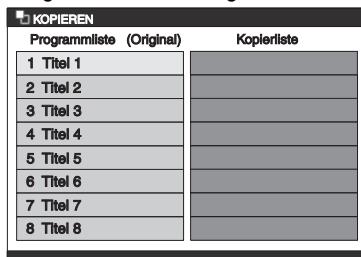 KOPIEREN
Programmliste (Original) Kopierliste
1 Titel 1
2 Titel 2
3 Titel 3
4 Titel 4
5 Titel 5
6 Titel 6
7 Titel 7
8 Titel 8